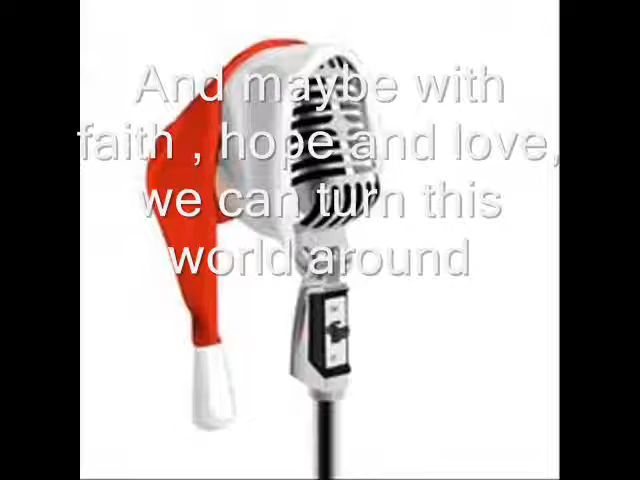 And maybe with
faith , hope and love,
we can turn this
world around